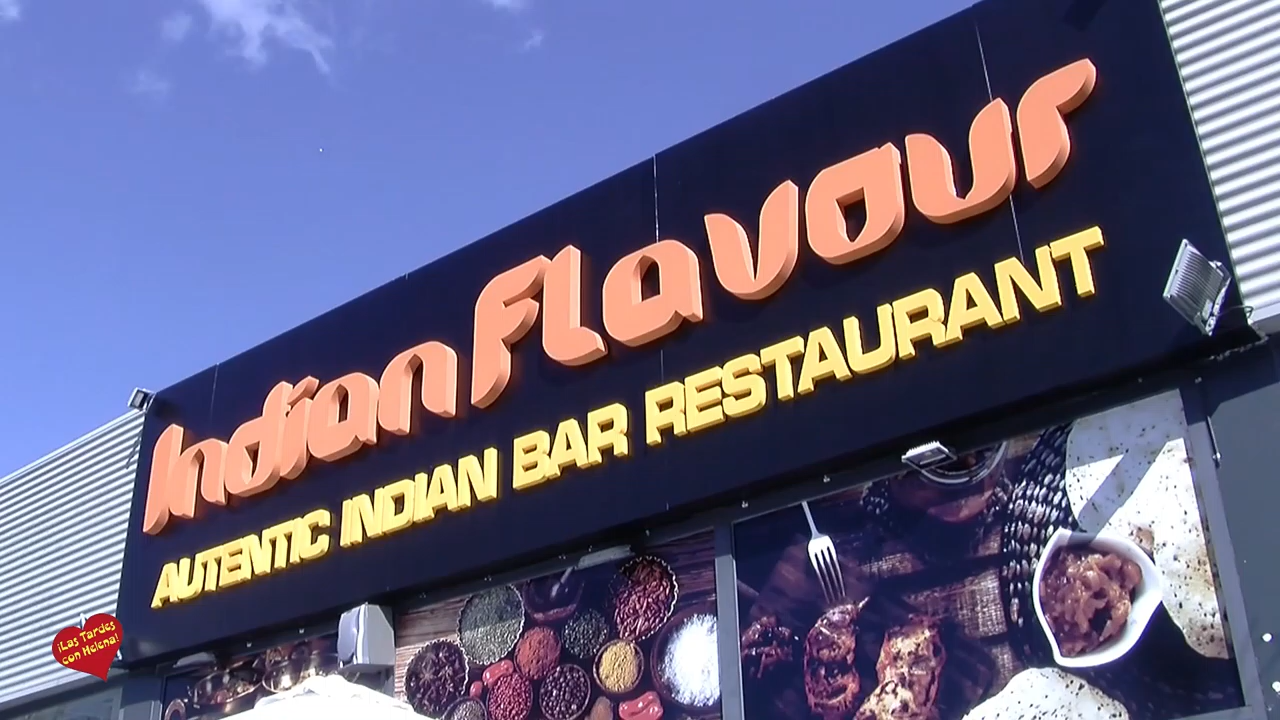 Indian Flavour
AUTENTIC INDIAN BAR RESTAURANT
¡Las Tardes
con Helena!